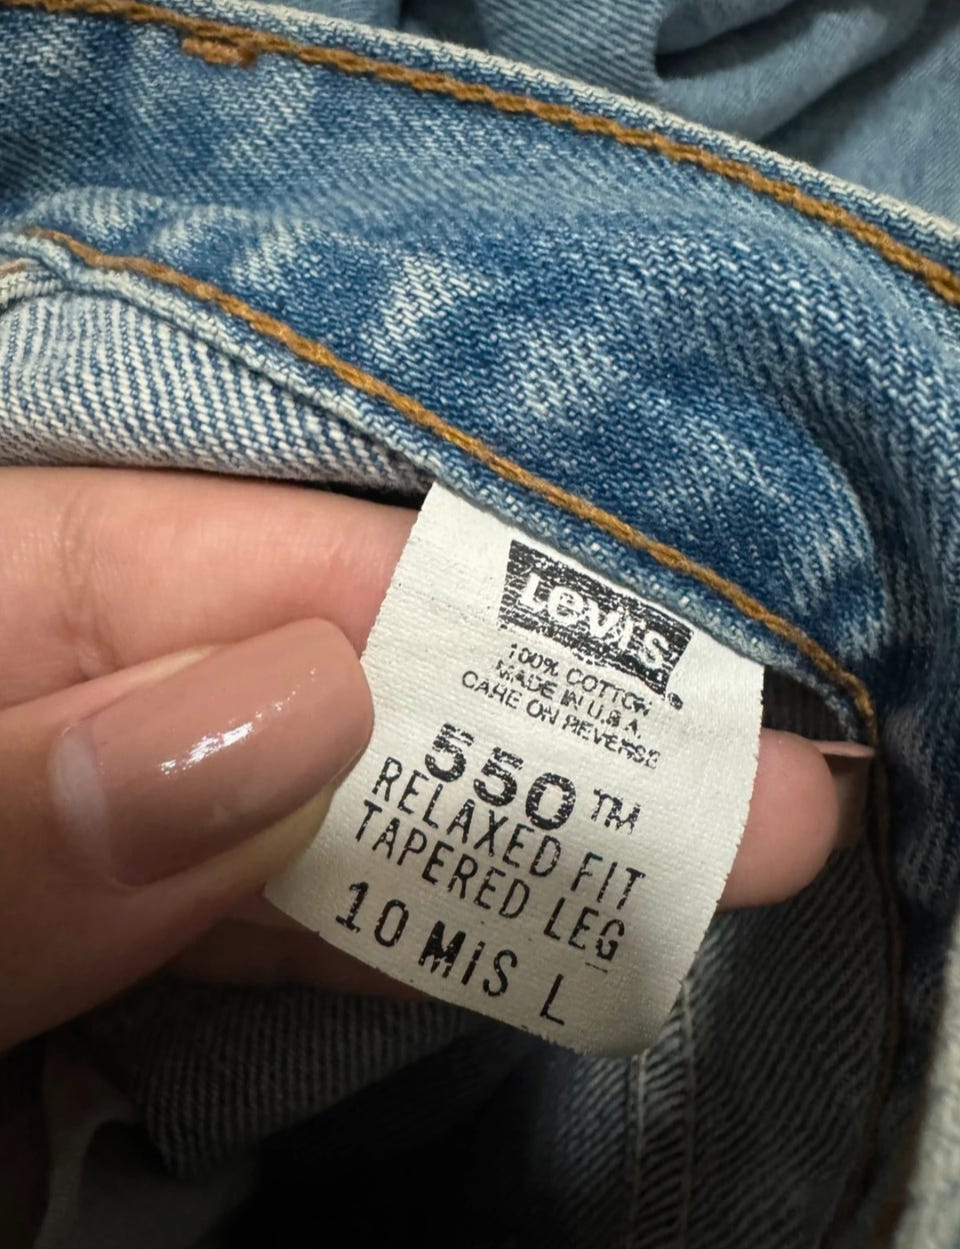 Levi's®
100% COTTON
MADE IN U.S.A.
CARE ON REVERSE
550™
RELAXED FIT
TAPERED LEG
10 MIS L